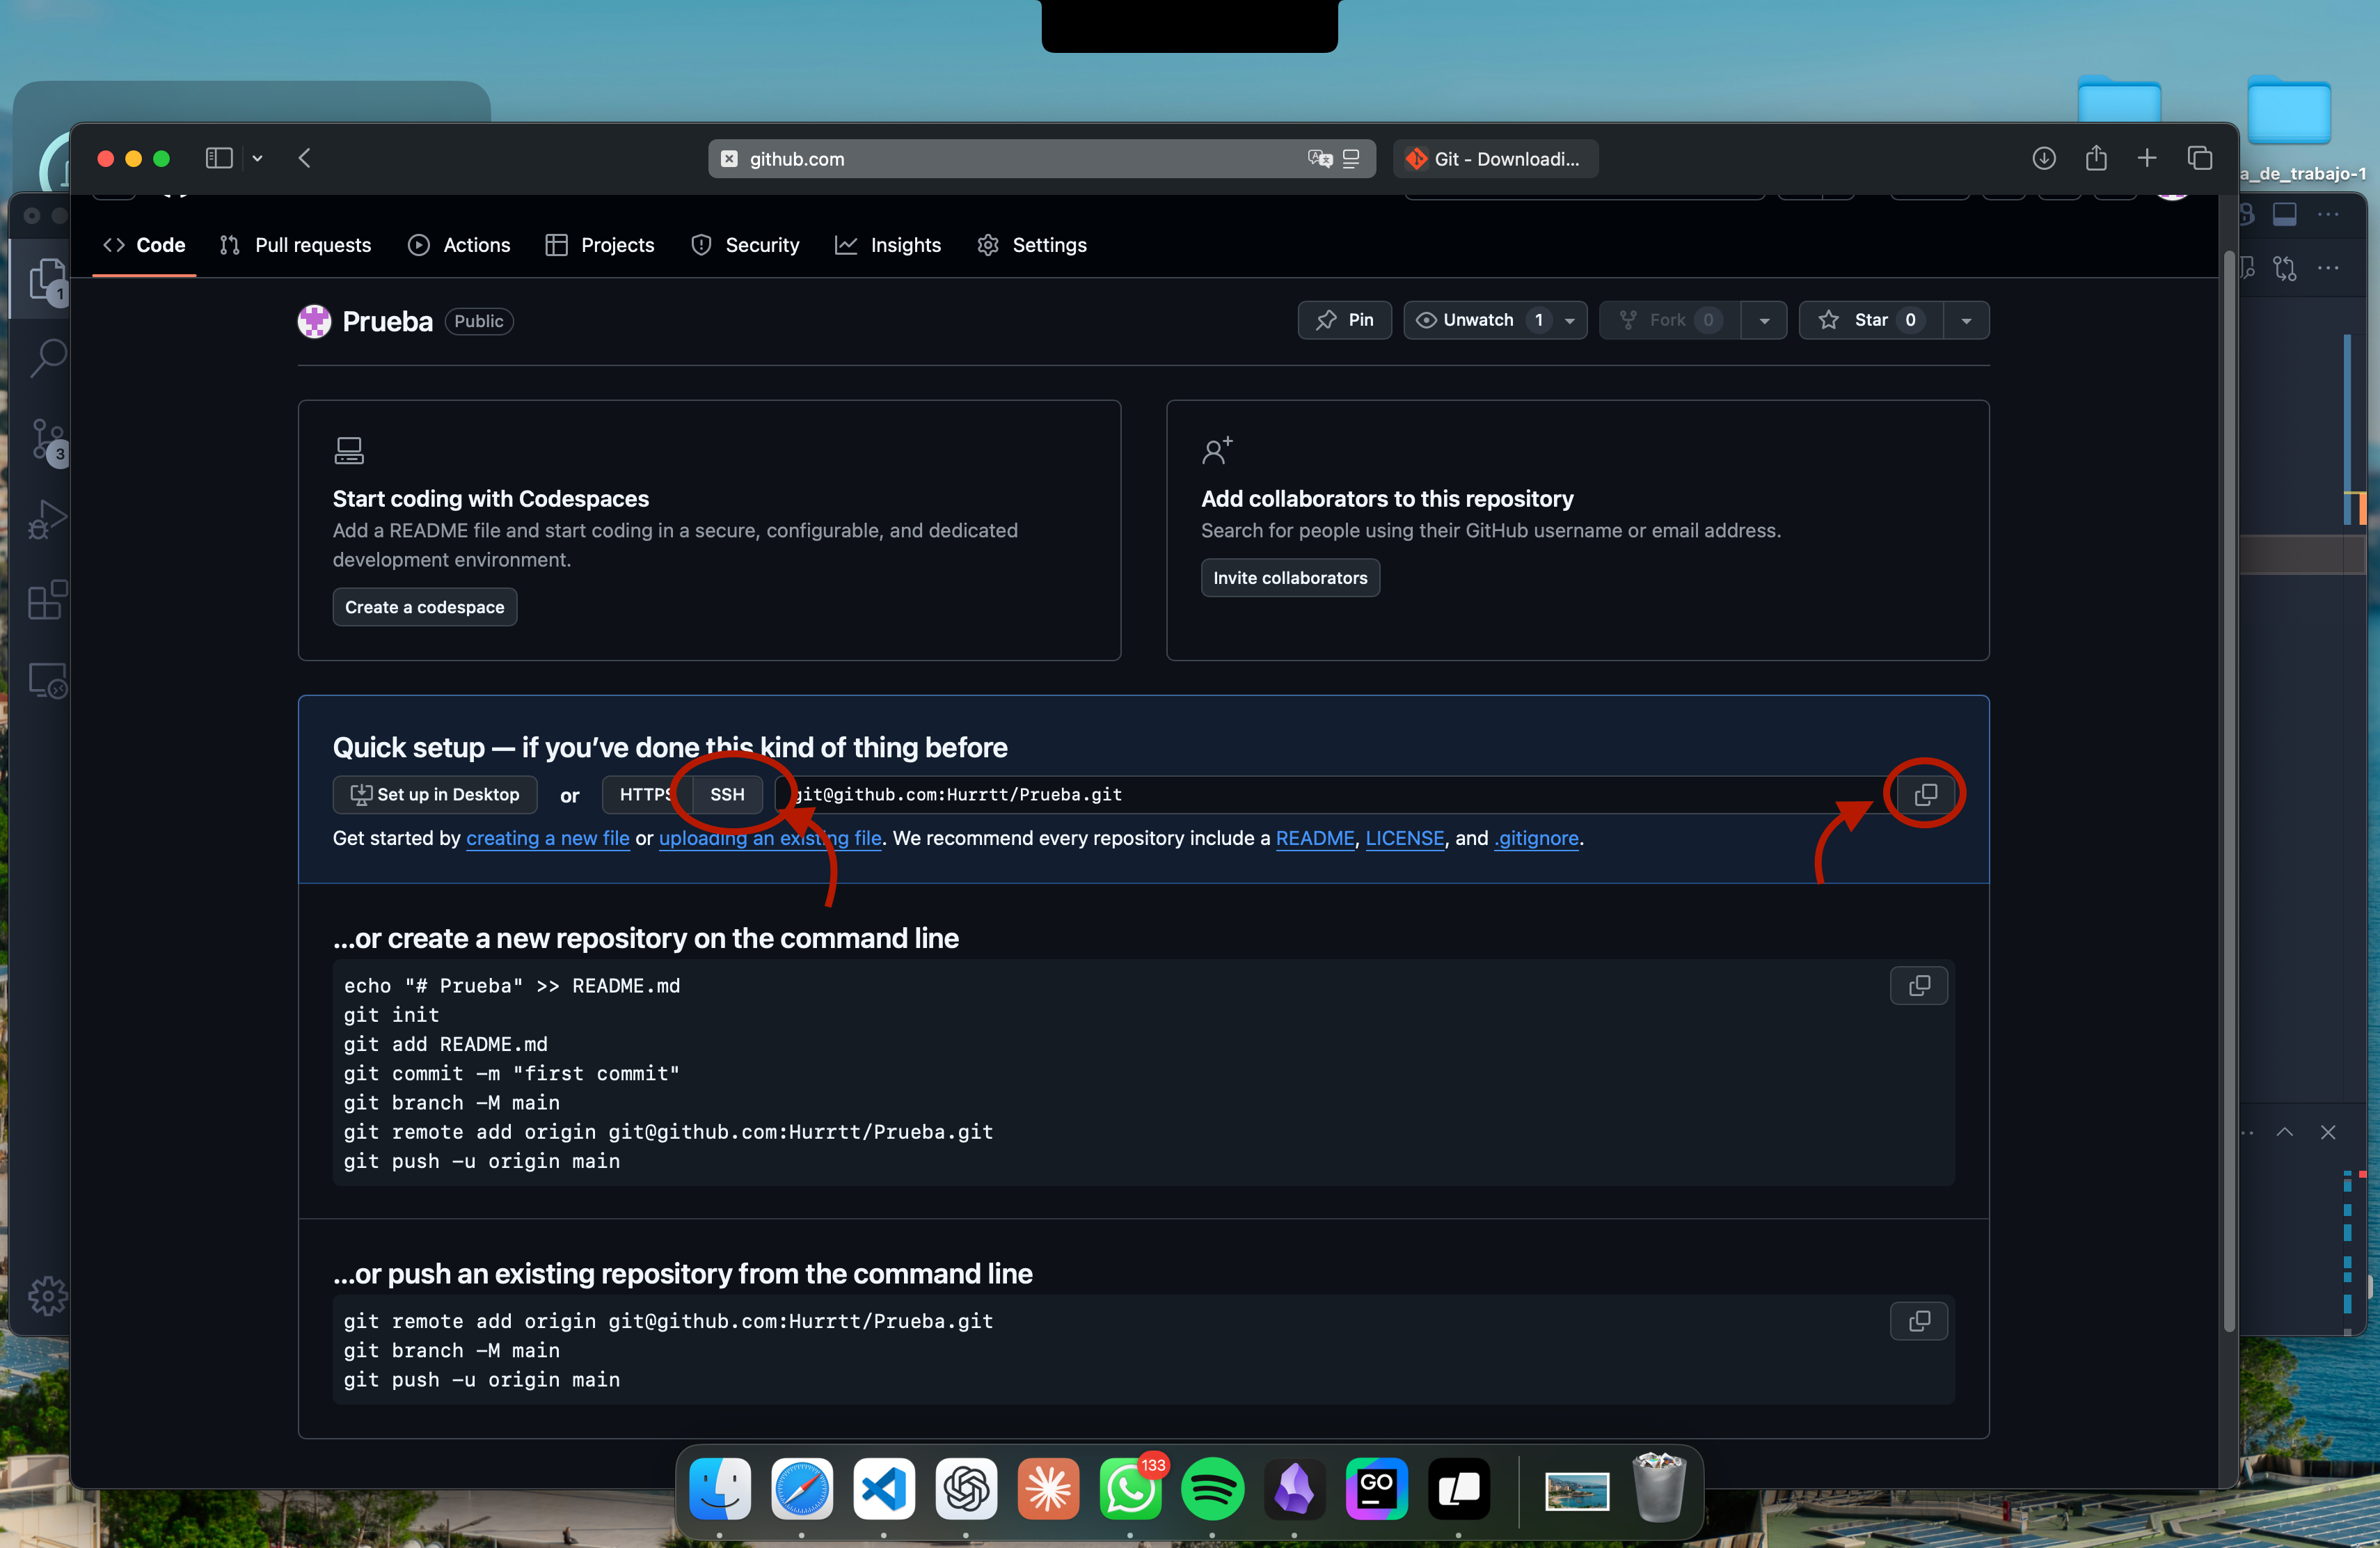 github.com
Git - Downloadi...
a_de_trabajo-1
Code
Pull requests
Actions
Projects
Security
Insights
Settings
1
Prueba
Public
Pin
Unwatch 1
Fork 0
Star 0
3
Start coding with Codespaces
Add a README file and start coding in a secure, configurable, and dedicated
development environment.
Create a codespace
Add collaborators to this repository
Search for people using their GitHub username or email address.
Invite collaborators
Quick setup — if you’ve done this kind of thing before
Set up in Desktop
or
HTTPS
SSH
git@github.com:Hurrtt/Prueba.git
Get started by creating a new file or uploading an existing file. We recommend every repository include a README, LICENSE, and .gitignore.
…or create a new repository on the command line
echo "# Prueba" >> README.md
git init
git add README.md
git commit -m "first commit"
git branch -M main
git remote add origin git@github.com:Hurrtt/Prueba.git
git push -u origin main
…or push an existing repository from the command line
git remote add origin git@github.com:Hurrtt/Prueba.git
git branch -M main
git push -u origin main
133
GO